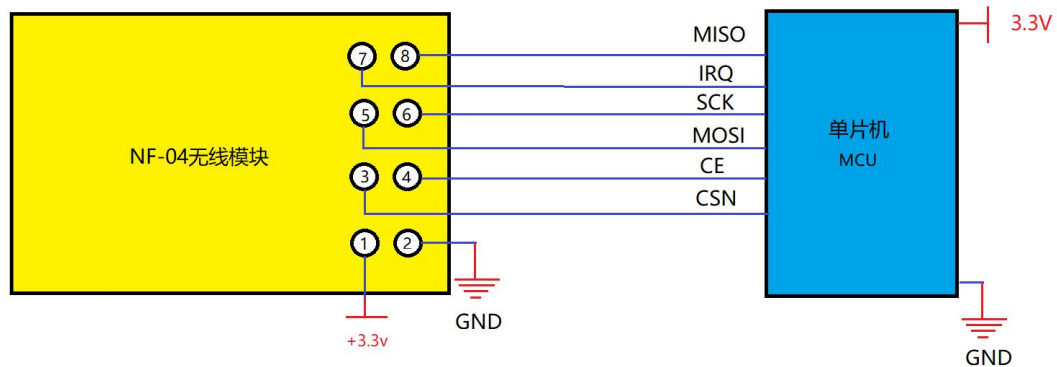 MISO
3.3V
7
8
IRQ
SCK
5
6
MOSI
单片机
MCU
NF-04无线模块
CE
3
4
CSN
1
2
GND
+3.3v
GND